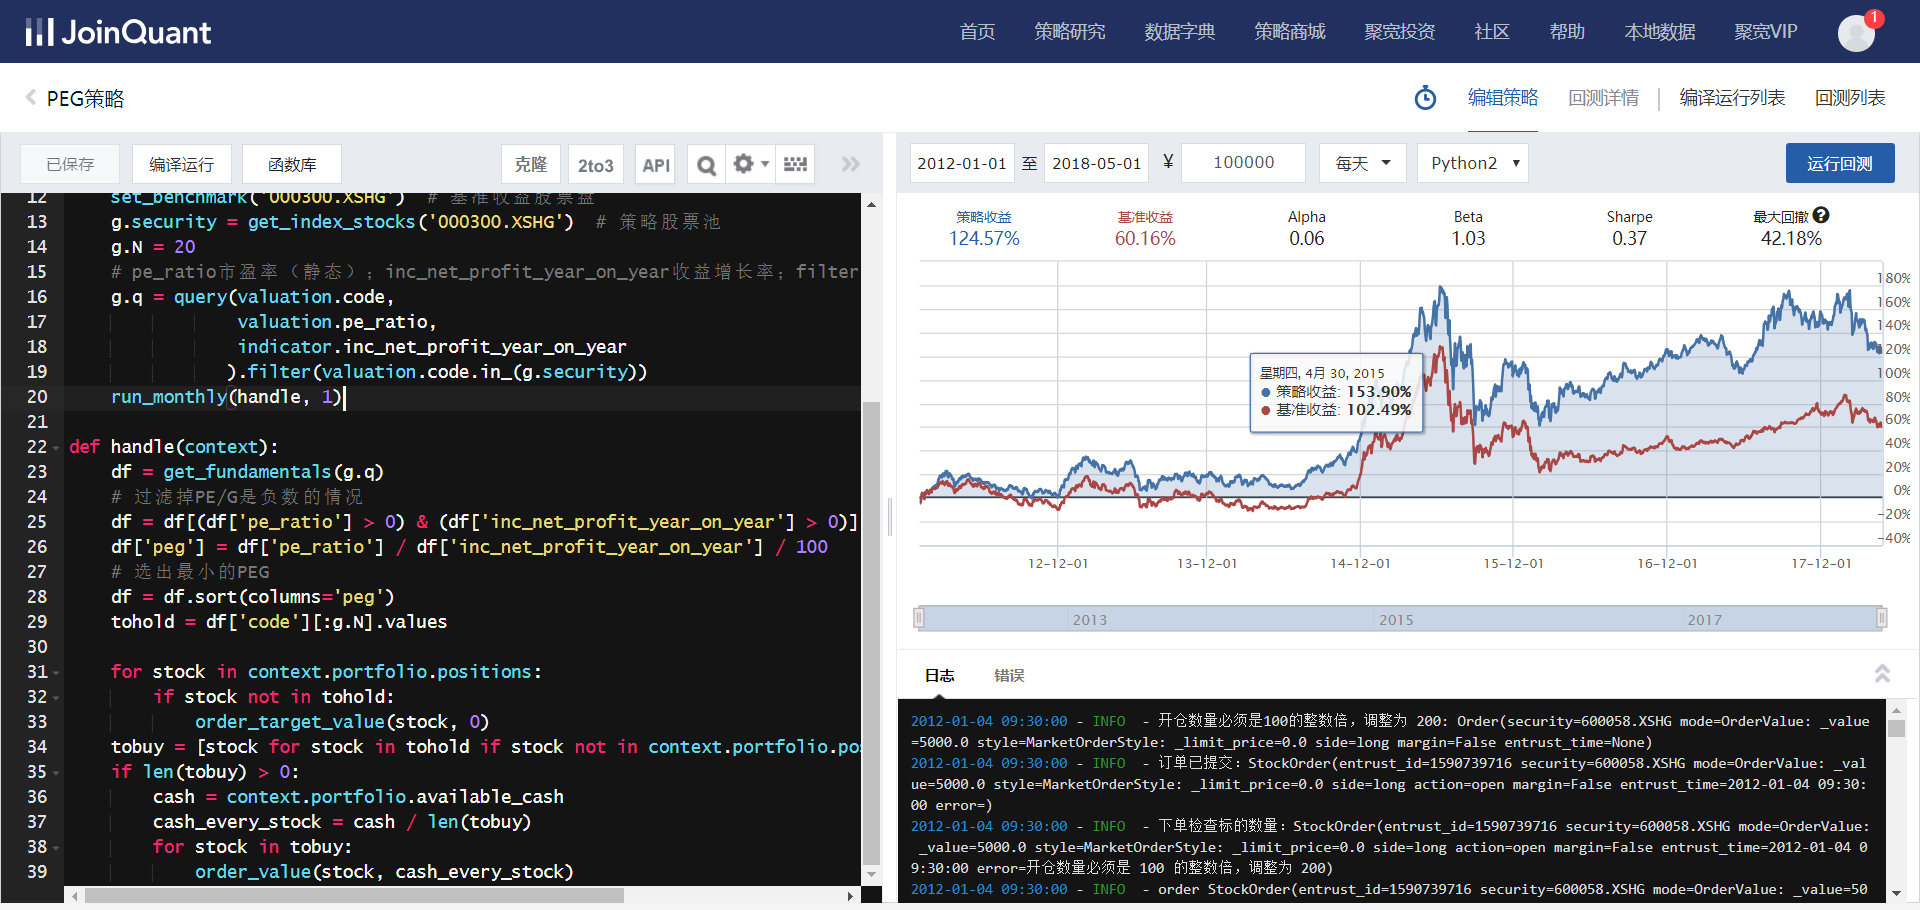 JoinQuant
首页 策略研究 数据字典 策略商城 聚宽投资 社区 帮助 本地数据 聚宽VIP 1
PEG策略
编辑策略 回测详情 编译运行列表 回测列表
已保存 编译运行 函数库 克隆 2to3 API
2012-01-01 至 2018-05-01 ¥ 100000 每天 Python2 运行回测
12 set_benchmark('000300.XSHG') # 基准收益股票盘
13 g.security = get_index_stocks('000300.XSHG') # 策略股票池
14 g.N = 20
15 # pe_ratio市盈率（静态）；inc_net_profit_year_on_year收益增长率；filter
16 g.q = query(valuation.code,
17 valuation.pe_ratio,
18 indicator.inc_net_profit_year_on_year
19 ).filter(valuation.code.in_(g.security))
20 run_monthly(handle, 1)
21
22 def handle(context):
23 df = get_fundamentals(g.q)
24 # 过滤掉PE/G是负数的情况
25 df = df[(df['pe_ratio'] > 0) & (df['inc_net_profit_year_on_year'] > 0)]
26 df['peg'] = df['pe_ratio'] / df['inc_net_profit_year_on_year'] / 100
27 # 选出最小的PEG
28 df = df.sort(columns='peg')
29 tohold = df['code'][:g.N].values
30
31 for stock in context.portfolio.positions:
32 if stock not in tohold:
33 order_target_value(stock, 0)
34 tobuy = [stock for stock in tohold if stock not in context.portfolio.po
35 if len(tobuy) > 0:
36 cash = context.portfolio.available_cash
37 cash_every_stock = cash / len(tobuy)
38 for stock in tobuy:
39 order_value(stock, cash_every_stock)
策略收益 基准收益 Alpha Beta Sharpe 最大回撤
124.57% 60.16% 0.06 1.03 0.37 42.18%
180%
160%
140%
120%
100%
80%
60%
40%
20%
0%
-20%
-40%
星期四, 4月 30, 2015
策略收益: 153.90%
基准收益: 102.49%
12-12-01 13-12-01 14-12-01 15-12-01 16-12-01 17-12-01
2013 2015 2017
日志 错误
2012-01-04 09:30:00 - INFO - 开仓数量必须是100的整数倍，调整为 200: Order(security=600058.XSHG mode=OrderValue: _value
=5000.0 style=MarketOrderStyle: _limit_price=0.0 side=long margin=False entrust_time=None)
2012-01-04 09:30:00 - INFO - 订单已提交：StockOrder(entrust_id=1590739716 security=600058.XSHG mode=OrderValue: _val
ue=5000.0 style=MarketOrderStyle: _limit_price=0.0 side=long action=open margin=False entrust_time=2012-01-04 09:30:
00 error=)
2012-01-04 09:30:00 - INFO - 下单检查标的数量：StockOrder(entrust_id=1590739716 security=600058.XSHG mode=OrderValue:
_value=5000.0 style=MarketOrderStyle: _limit_price=0.0 side=long action=open margin=False entrust_time=2012-01-04 0
9:30:00 error=开仓数量必须是 100 的整数倍，调整为 200)
2012-01-04 09:30:00 - INFO - order StockOrder(entrust_id=1590739716 security=600058.XSHG mode=OrderValue: _value=50